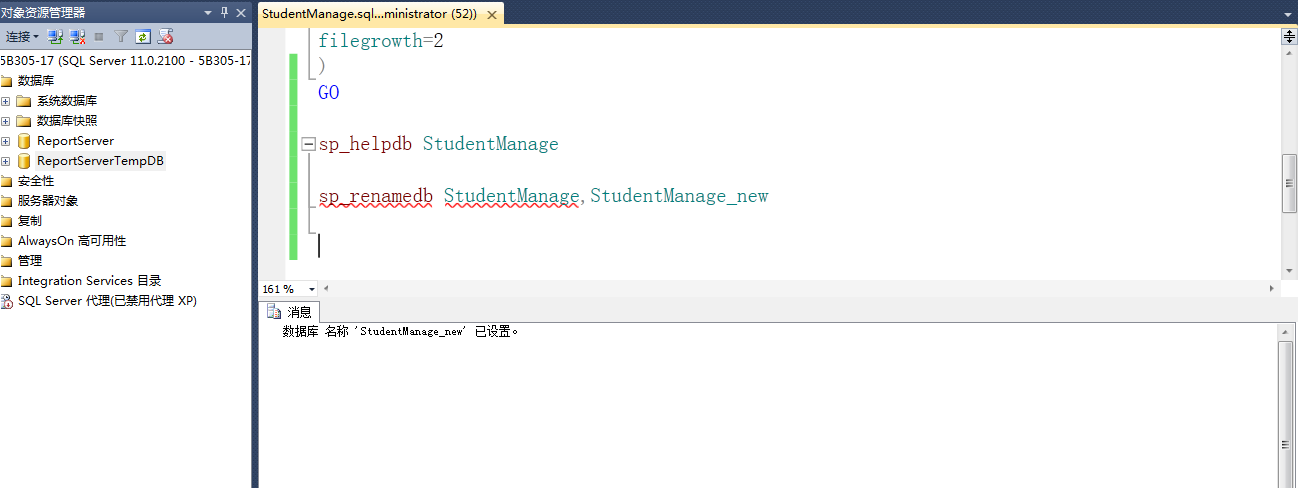 对象资源管理器
连接
5B305-17 (SQL Server 11.0.2100 - 5B305-17
数据库
系统数据库
数据库快照
ReportServer
ReportServerTempDB
安全性
服务器对象
复制
AlwaysOn 高可用性
管理
Integration Services 目录
SQL Server 代理(已禁用代理 XP)
StudentManage.sql...ministrator (52))
filegrowth=2
)
GO
sp_helpdb StudentManage
sp_renamedb StudentManage,StudentManage_new
161 %
消息
数据库 名称 'StudentManage_new' 已设置。